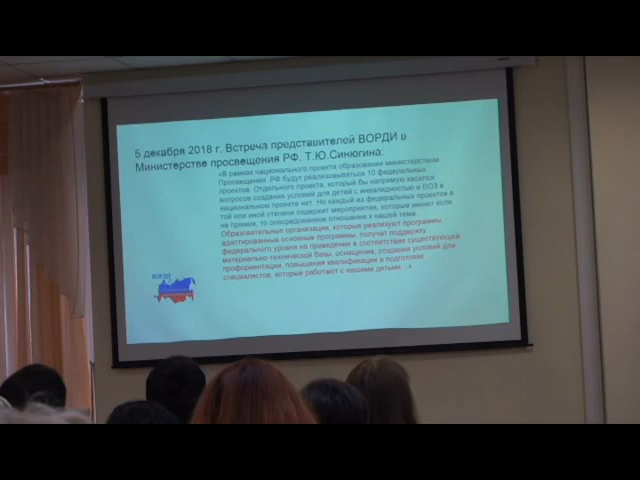 5 декабря 2018 г. Встреча представителей ВОРДИ в
Министерстве просвещения РФ. Т.Ю.Синюгина:
«В рамках национального проекта образования министерством
Просвещения РФ будут реализовываться 10 федеральных
проектов. Отдельного проекта, который бы напрямую касался
вопросов создания условий для детей с инвалидностью и ОВЗ в
национальном проекте нет. Но каждый из федеральных проектов в
той или иной степени содержит мероприятие, которые имеют если
не прямое, то опосредованное отношение к нашей теме.
Образовательные организации, которые реализуют программы,
адаптированные основные программы, получат поддержку
федерального уровня на приведение в соответствие существующей
материально-технической базы, оснащение, создание условий для
профориентации, повышения квалификации и подготовки
специалистов, которые работают с нашими детьми…»
ВОРДИ